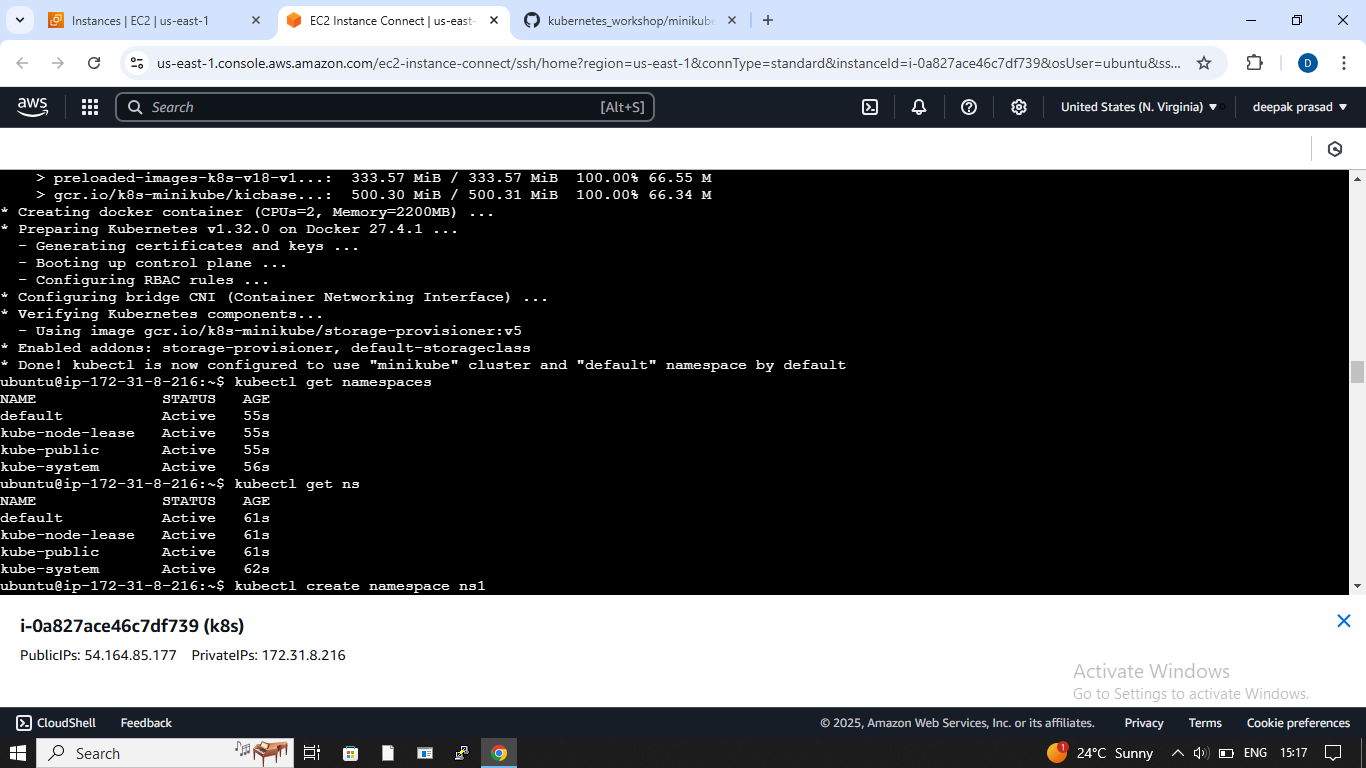 Instances | EC2 | us-east-1
EC2 Instance Connect | us-east-
kubernetes_workshop/minikube
us-east-1.console.aws.amazon.com/ec2-instance-connect/ssh/home?region=us-east-1&connType=standard&instanceId=i-0a827ace46c7df739&osUser=ubuntu&ss...
D
aws
Search
[Alt+S]
United States (N. Virginia)
deepak prasad
> preloaded-images-k8s-v18-v1...: 333.57 MiB / 333.57 MiB 100.00% 66.55 M
> gcr.io/k8s-minikube/kicbase...: 500.30 MiB / 500.31 MiB 100.00% 66.34 M
* Creating docker container (CPUs=2, Memory=2200MB) ...
* Preparing Kubernetes v1.32.0 on Docker 27.4.1 ...
- Generating certificates and keys ...
- Booting up control plane ...
- Configuring RBAC rules ...
* Configuring bridge CNI (Container Networking Interface) ...
* Verifying Kubernetes components...
- Using image gcr.io/k8s-minikube/storage-provisioner:v5
* Enabled addons: storage-provisioner, default-storageclass
* Done! kubectl is now configured to use "minikube" cluster and "default" namespace by default
ubuntu@ip-172-31-8-216:~$ kubectl get namespaces
NAME STATUS AGE
default Active 55s
kube-node-lease Active 55s
kube-public Active 55s
kube-system Active 56s
ubuntu@ip-172-31-8-216:~$ kubectl get ns
NAME STATUS AGE
default Active 61s
kube-node-lease Active 61s
kube-public Active 61s
kube-system Active 62s
ubuntu@ip-172-31-8-216:~$ kubectl create namespace ns1
i-0a827ace46c7df739 (k8s)
PublicIPs: 54.164.85.177 PrivateIPs: 172.31.8.216
Activate Windows
Go to Settings to activate Windows.
CloudShell
Feedback
© 2025, Amazon Web Services, Inc. or its affiliates.
Privacy
Terms
Cookie preferences
Search
1
24°C Sunny
ENG
15:17